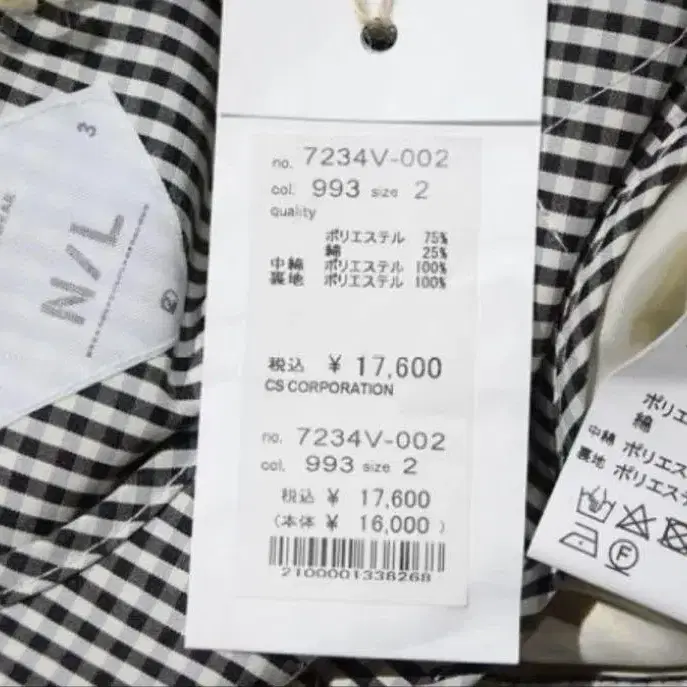 no. 7234V-002
col. 993 size 2
quality
ポリエステル 75%
綿 25%
中綿 ポリエステル 100%
裏地 ポリエステル 100%
税込 ¥ 17,600
CS CORPORATION
no. 7234V-002
col. 993 size 2
税込 ¥ 17,600
(本体 ¥ 16,000)
2100001338268
3
N/L
ポリエ
綿
中綿 ポリエス
裏地 ポリエステ
F